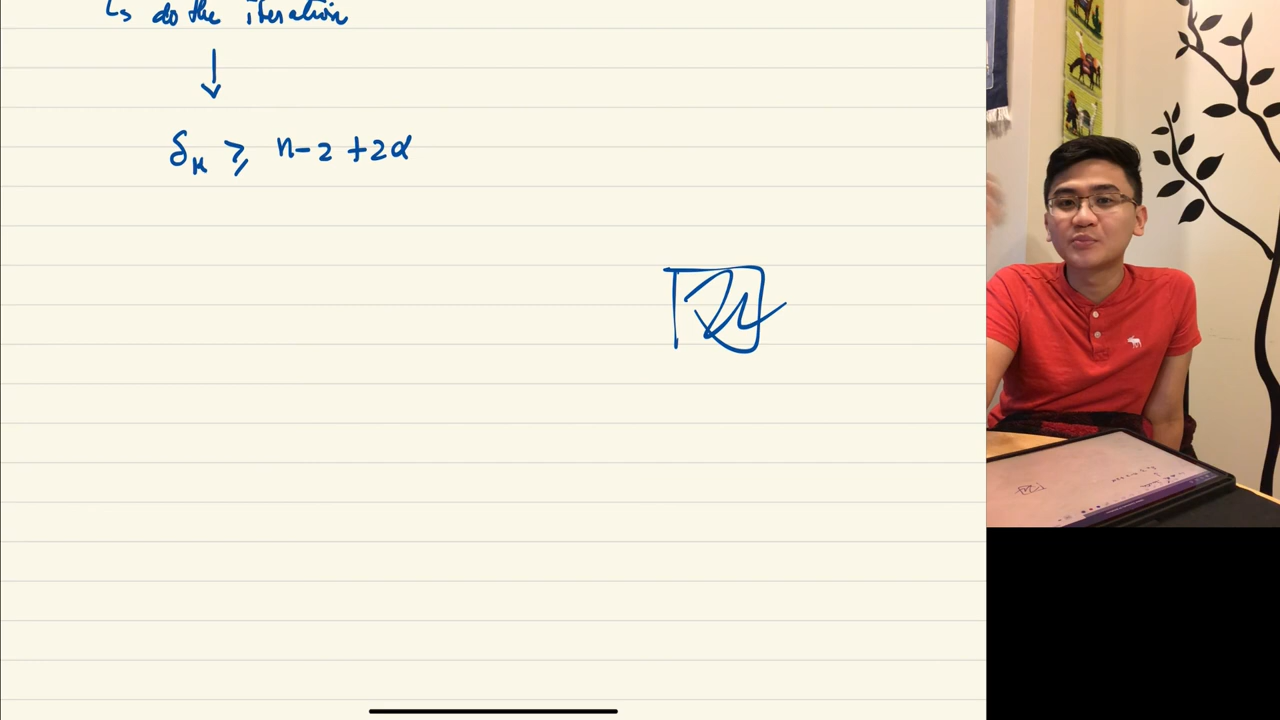 ↳ do the iteration
↓
δ_k ≥ n-2+2α